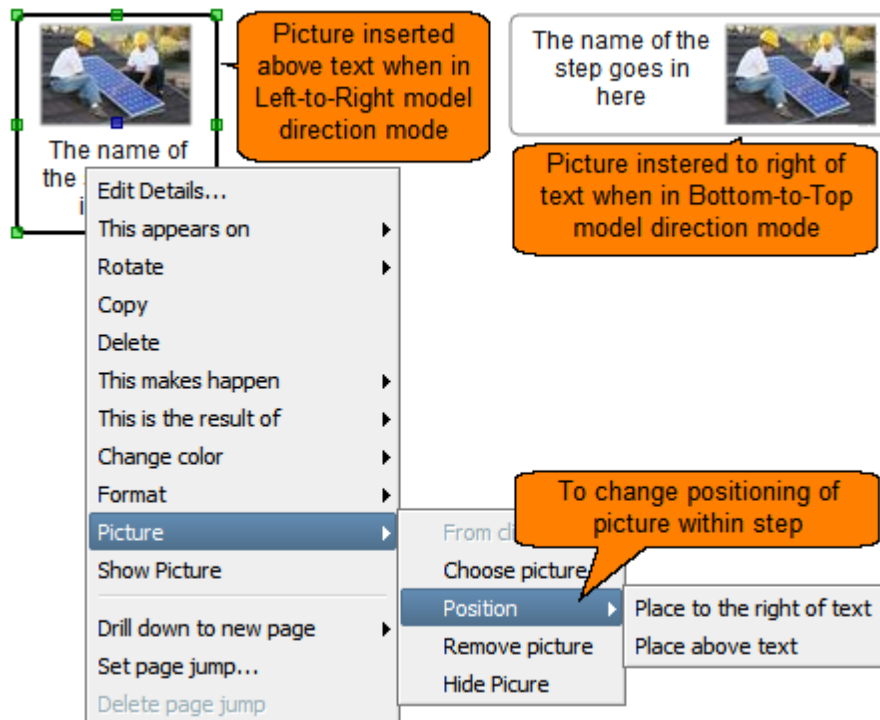 Picture inserted
above text when in
Left-to-Right model
direction mode
The name of the
step goes in
here
Picture instered to right of
text when in Bottom-to-Top
model direction mode
The name of
the
Edit Details...
This appears on
Rotate
Copy
Delete
This makes happen
This is the result of
Change color
Format
Picture
Show Picture
Drill down to new page
Set page jump...
Delete page jump
To change positioning of
picture within step
From
Choose picture
Position
Remove picture
Hide Picure
Place to the right of text
Place above text